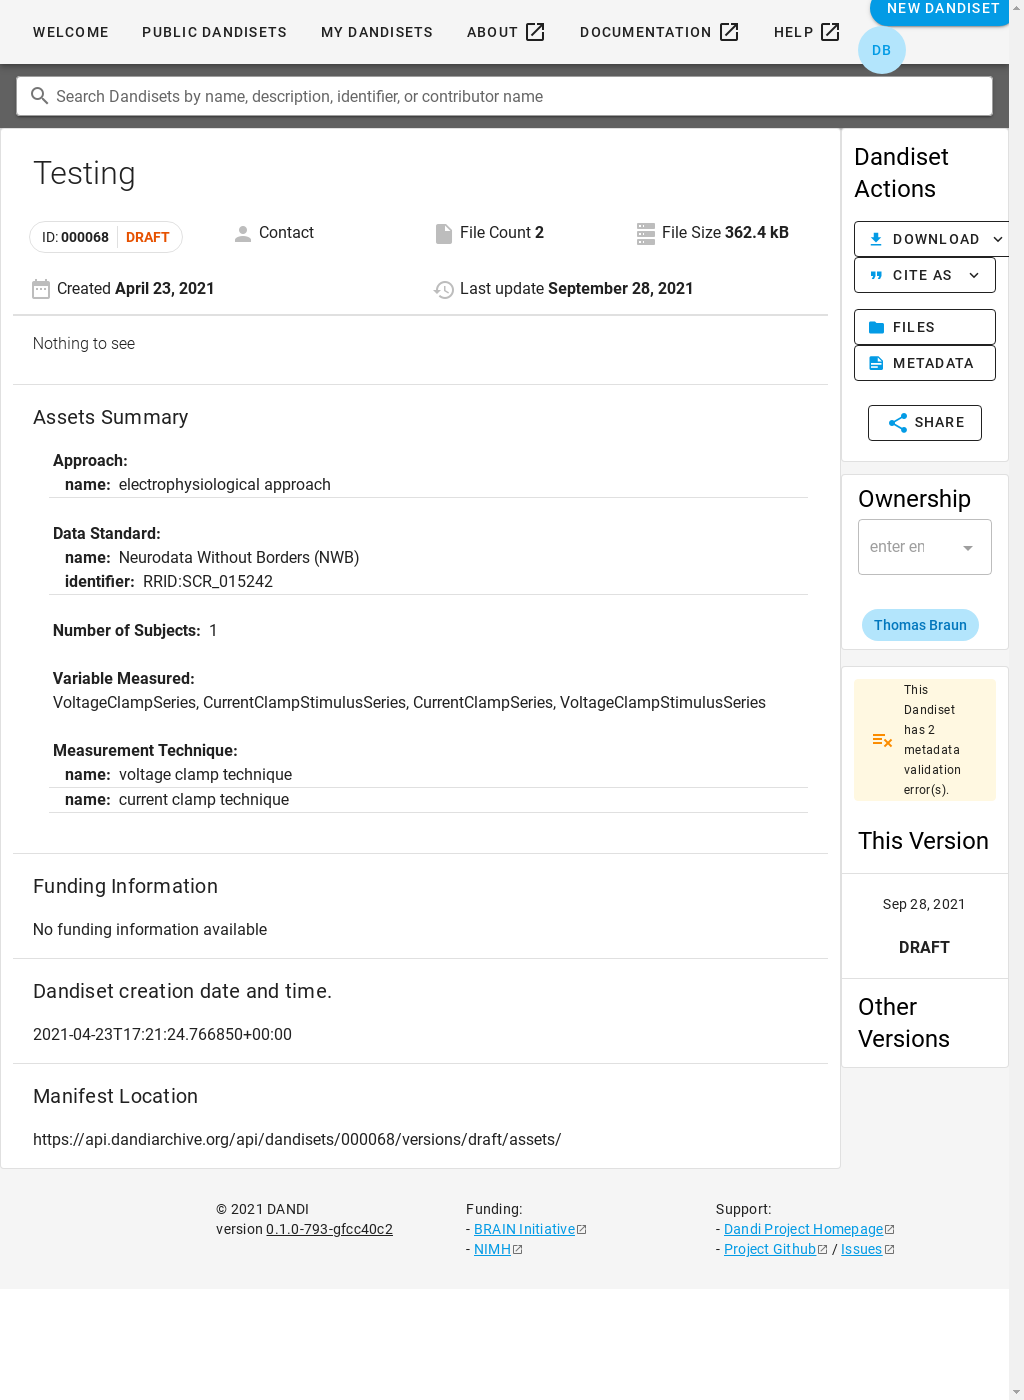 WELCOME PUBLIC DANDISETS MY DANDISETS ABOUT DOCUMENTATION HELP NEW DANDISET
DB
Search Dandisets by name, description, identifier, or contributor name
Testing
ID: 000068 DRAFT Contact File Count 2 File Size 362.4 kB
Created April 23, 2021 Last update September 28, 2021
Nothing to see
Assets Summary
Approach:
name: electrophysiological approach
Data Standard:
name: Neurodata Without Borders (NWB)
identifier: RRID:SCR_015242
Number of Subjects: 1
Variable Measured:
VoltageClampSeries, CurrentClampStimulusSeries, CurrentClampSeries, VoltageClampStimulusSeries
Measurement Technique:
name: voltage clamp technique
name: current clamp technique
Funding Information
No funding information available
Dandiset creation date and time.
2021-04-23T17:21:24.766850+00:00
Manifest Location
https://api.dandiarchive.org/api/dandisets/000068/versions/draft/assets/
Dandiset
Actions
DOWNLOAD
CITE AS
FILES
METADATA
SHARE
Ownership
enter en
Thomas Braun
This
Dandiset
has 2
metadata
validation
error(s).
This Version
Sep 28, 2021
DRAFT
Other
Versions
© 2021 DANDI
version 0.1.0-793-gfcc40c2
Funding:
- BRAIN Initiative
- NIMH
Support:
- Dandi Project Homepage
- Project Github / Issues